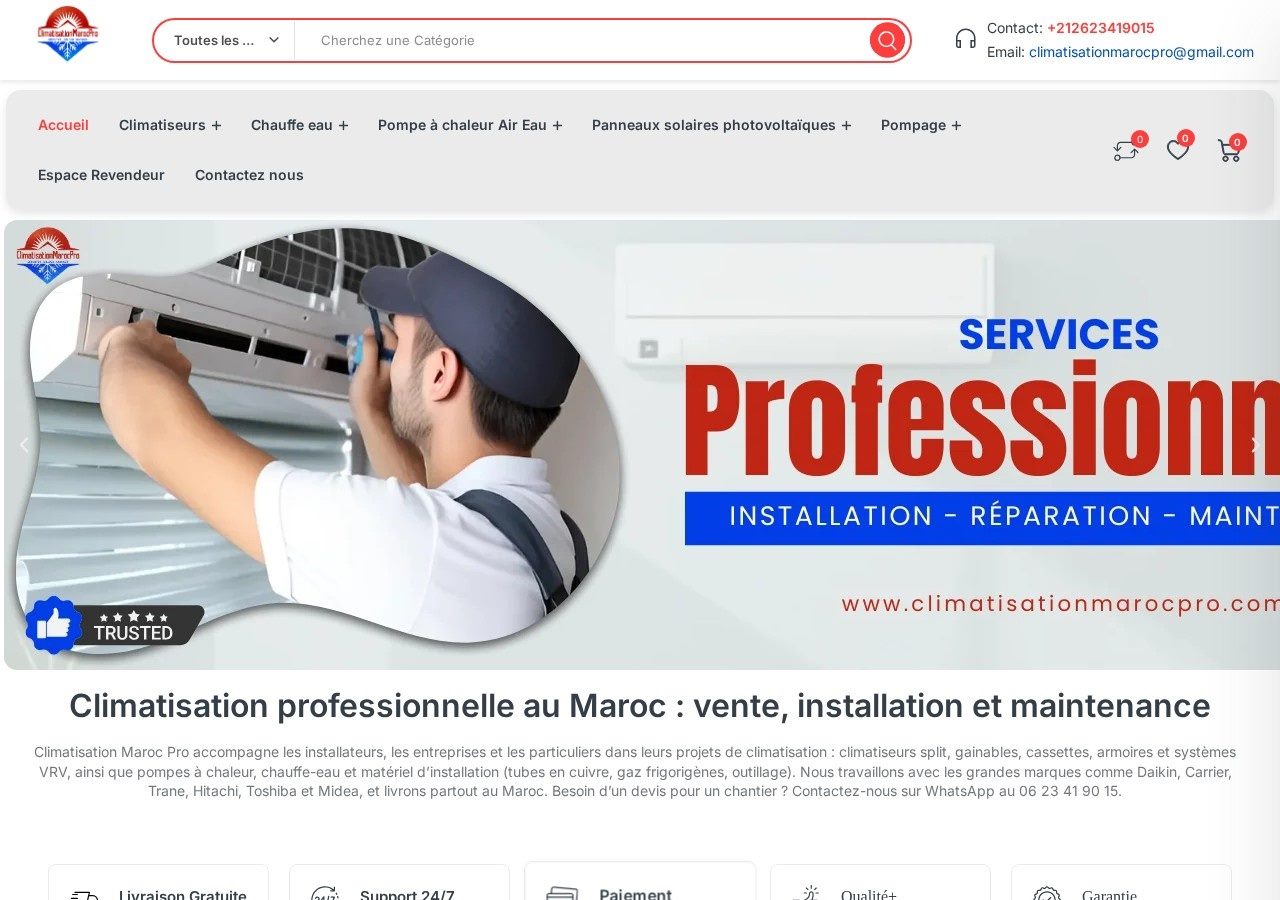 ClimatisationMarocPro
Toutes les ...
Cherchez une Catégorie
Contact: +212623419015
Email: climatisationmarocpro@gmail.com
Accueil
Climatiseurs +
Chauffe eau +
Pompe à chaleur Air Eau +
Panneaux solaires photovoltaïques +
Pompage +
Espace Revendeur
Contactez nous
0
0
0
ClimatisationMarocPro
SERVICES
Professionn
INSTALLATION - RÉPARATION - MAINT
www.climatisationmarocpro.com
TRUSTED
Climatisation professionnelle au Maroc : vente, installation et maintenance
Climatisation Maroc Pro accompagne les installateurs, les entreprises et les particuliers dans leurs projets de climatisation : climatiseurs split, gainables, cassettes, armoires et systèmes
VRV, ainsi que pompes à chaleur, chauffe-eau et matériel d’installation (tubes en cuivre, gaz frigorigènes, outillage). Nous travaillons avec les grandes marques comme Daikin, Carrier,
Trane, Hitachi, Toshiba et Midea, et livrons partout au Maroc. Besoin d’un devis pour un chantier ? Contactez-nous sur WhatsApp au 06 23 41 90 15.
Livraison Gratuite
24/7
Support 24/7
Paiement
Qualité+
Garantie